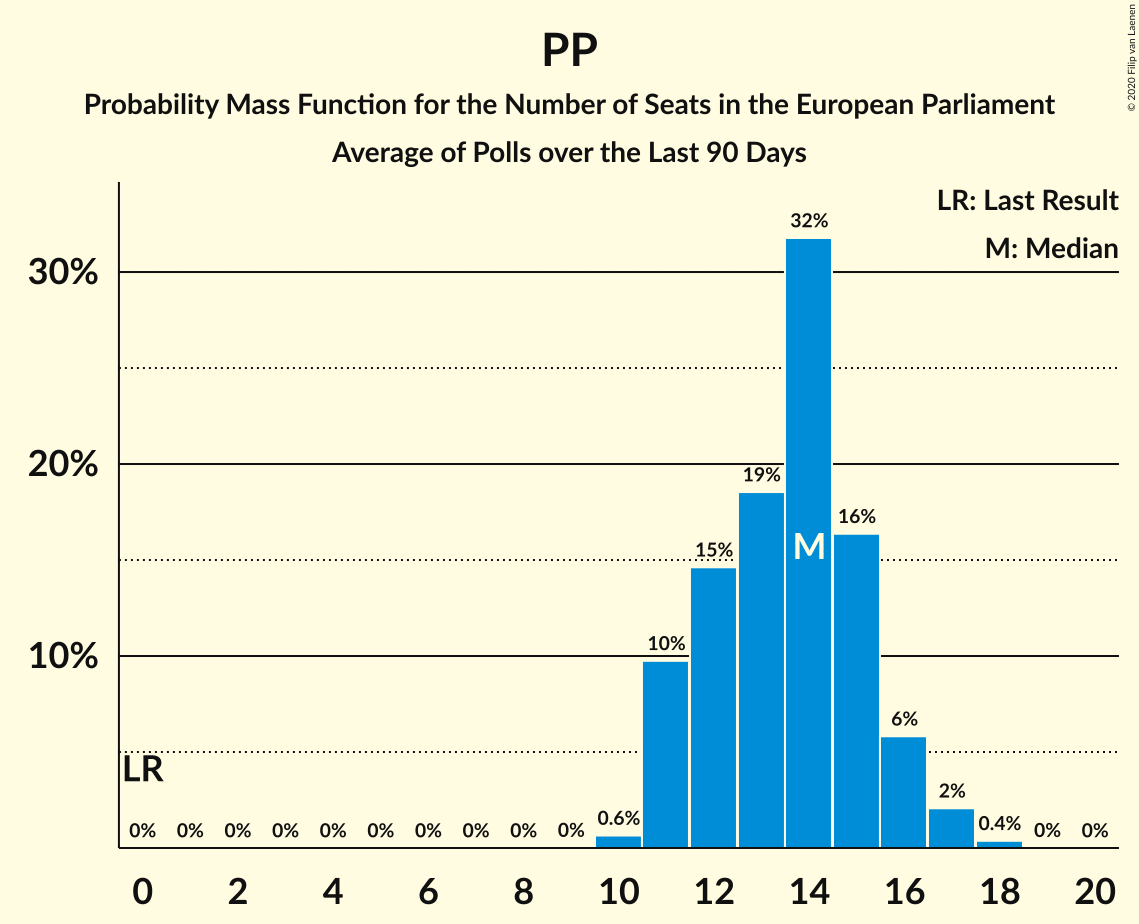 PP
Probability Mass Function for the Number of Seats in the European Parliament
Average of Polls over the Last 90 Days
© 2020 Filip van Laenen
LR: Last Result
M: Median
30%
20%
10%
32%
19%
16%
15%
10%
6%
2%
0.6%
0.4%
0% 0% 0% 0% 0% 0% 0% 0% 0% 0% 0% 0%
M
LR
0 2 4 6 8 10 12 14 16 18 20